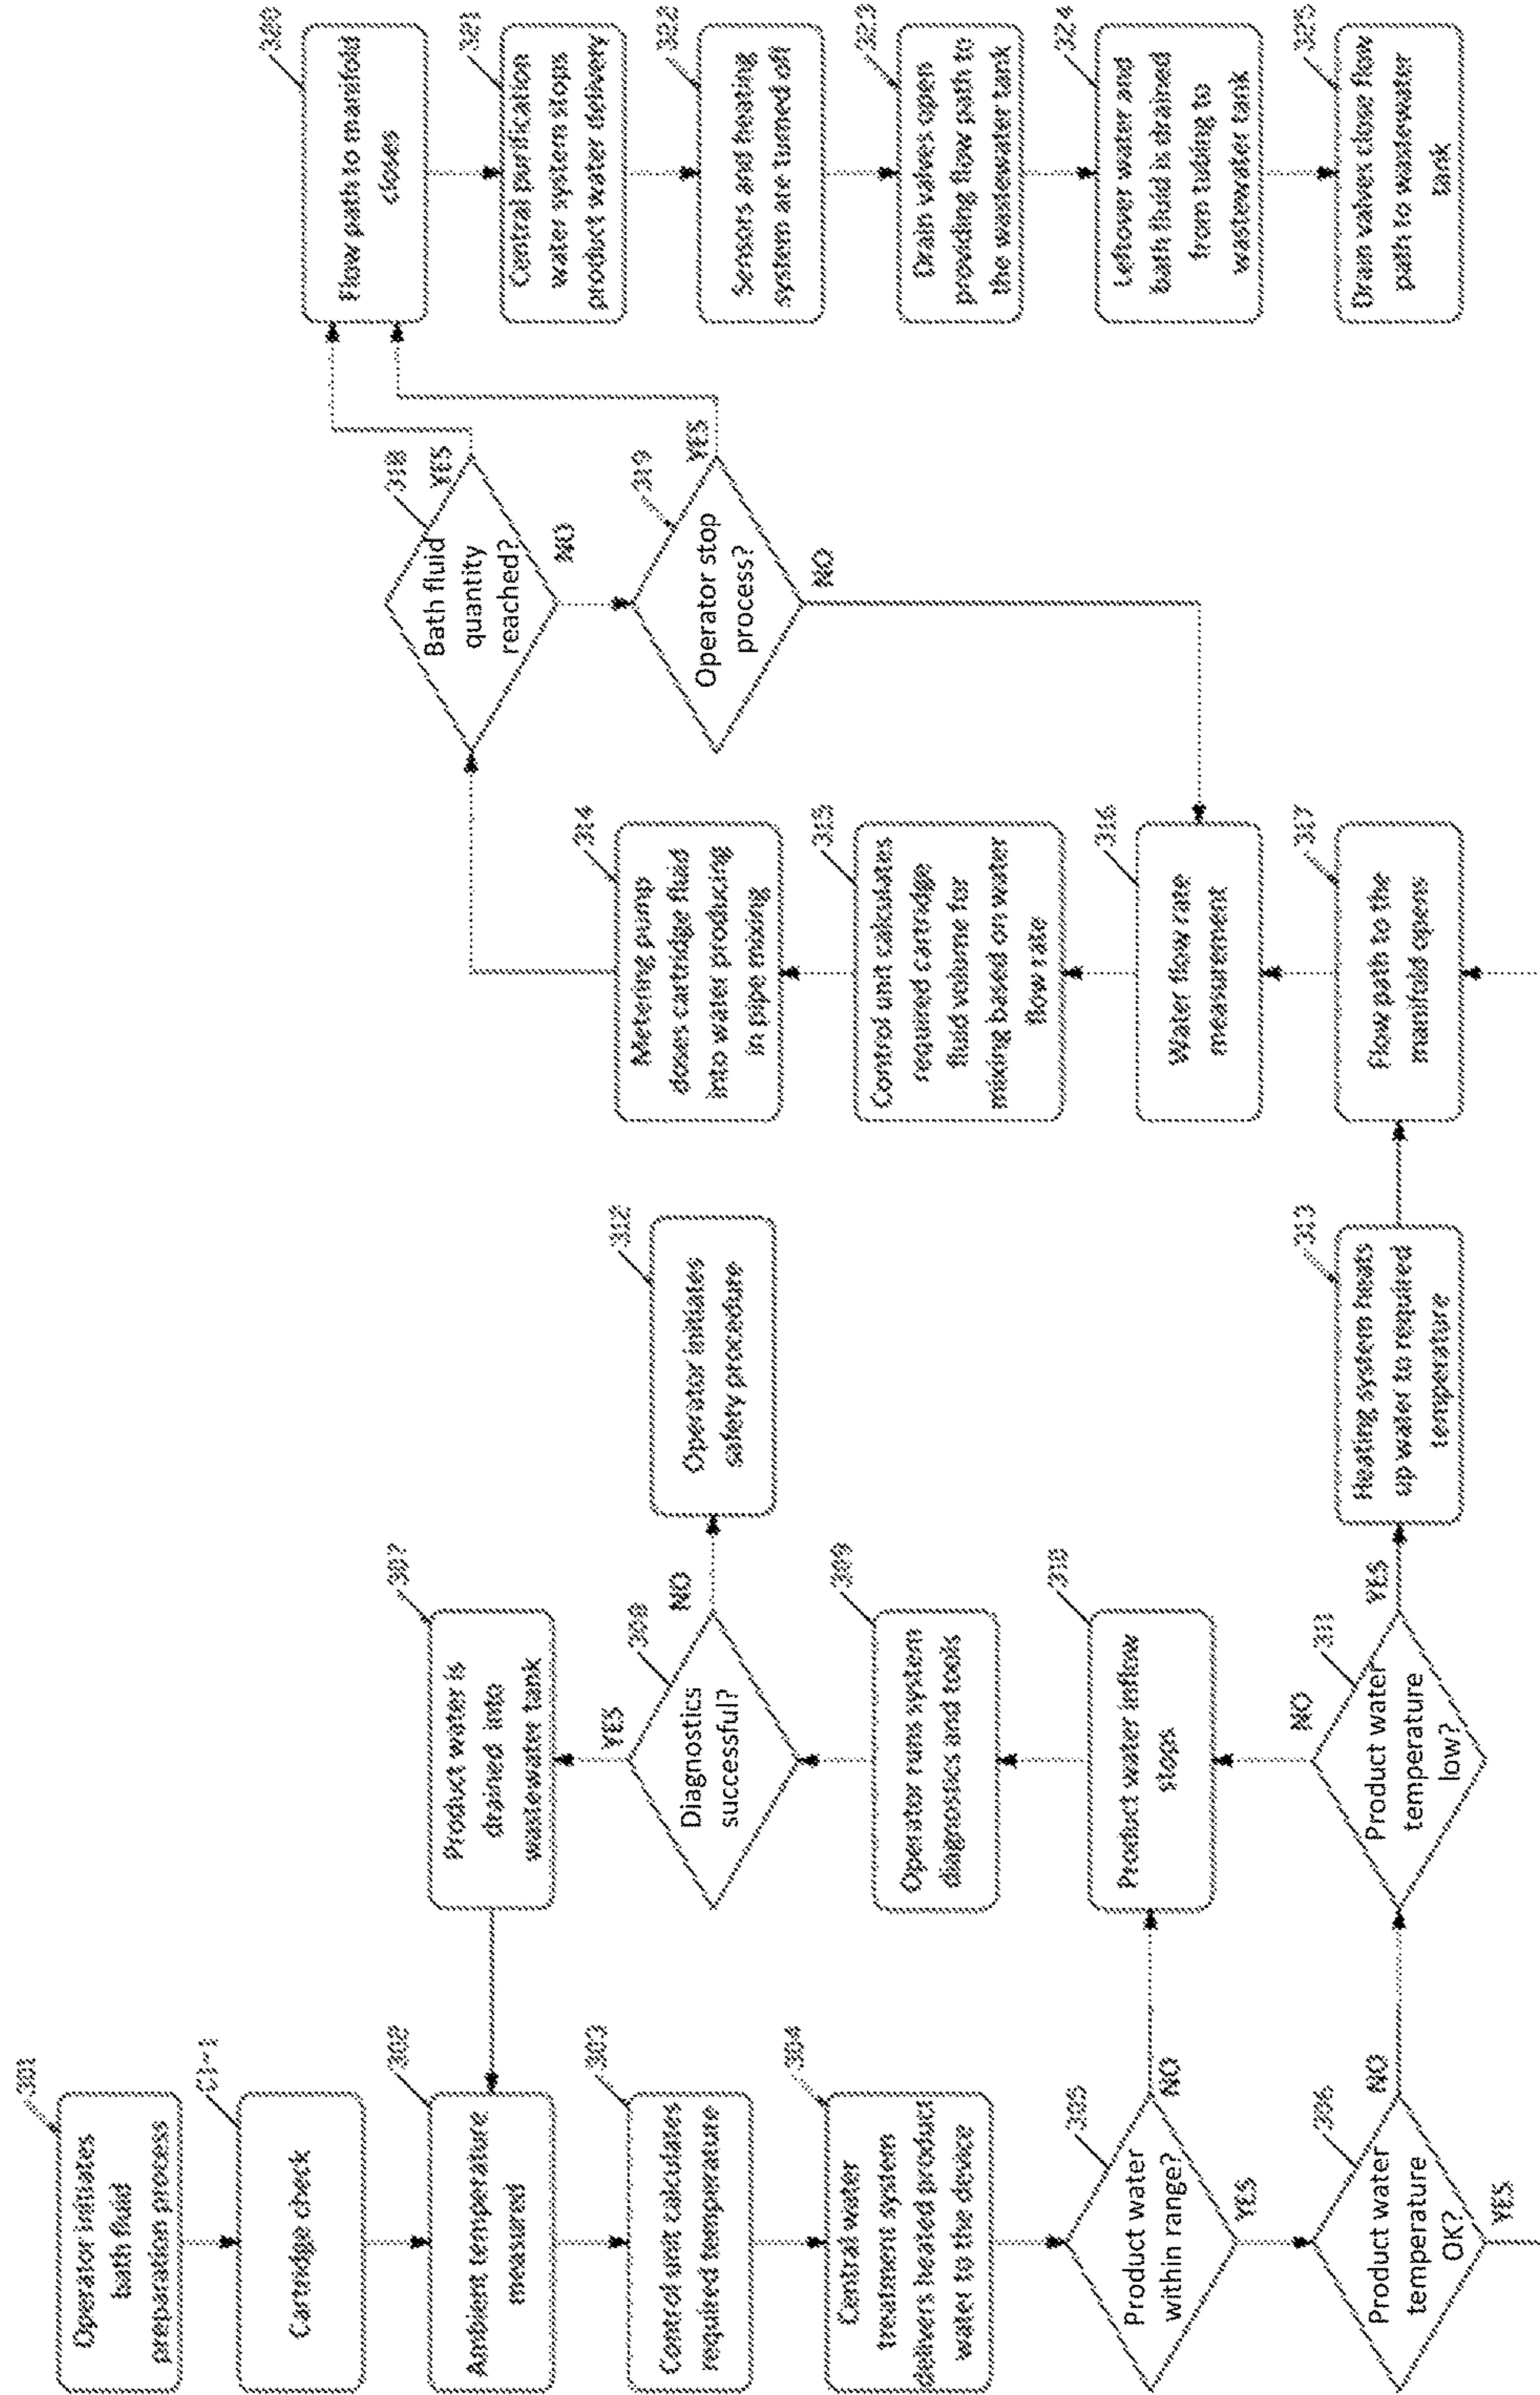 301
Operator initiates
bath fluid
preparation process
C1-1
Cartridge check
302
Ambient temperature
measured
303
Control unit calculates
required temperature
304
Central water
treatment system
delivers heated product
water to the device
305
Product water
within range?
NO
YES
306
Product water
temperature
OK?
NO
YES
307
Product water is
drained into
wastewater tank
YES
308
Diagnostics
successful?
NO
309
Operator runs system
diagnostics and tools
310
Product water inflow
stops
NO
311
Product water
temperature
low?
YES
312
Operator initiates
safety procedure
313
Heating system heats
up water to required
temperature
314
Metering pump
doses cartridge fluid
into water producing
in pipe mixing
315
Control unit calculates
required cartridge
fluid volume for
mixing based on water
flow rate
316
Water flow rate
measurement
317
Flow path to the
manifold opens
318
Bath fluid
quantity
reached?
YES
NO
319
Operator stop
process?
YES
NO
320
Flow path to manifold
closes
321
Central purification
water system stops
product water delivery
322
Sensors and heating
system are turned off
323
Drain valves open
providing flow path to
the wastewater tank
324
Leftover water and
bath fluid is drained
from tubing to
wastewater tank
325
Drain valves close flow
path to wastewater
tank